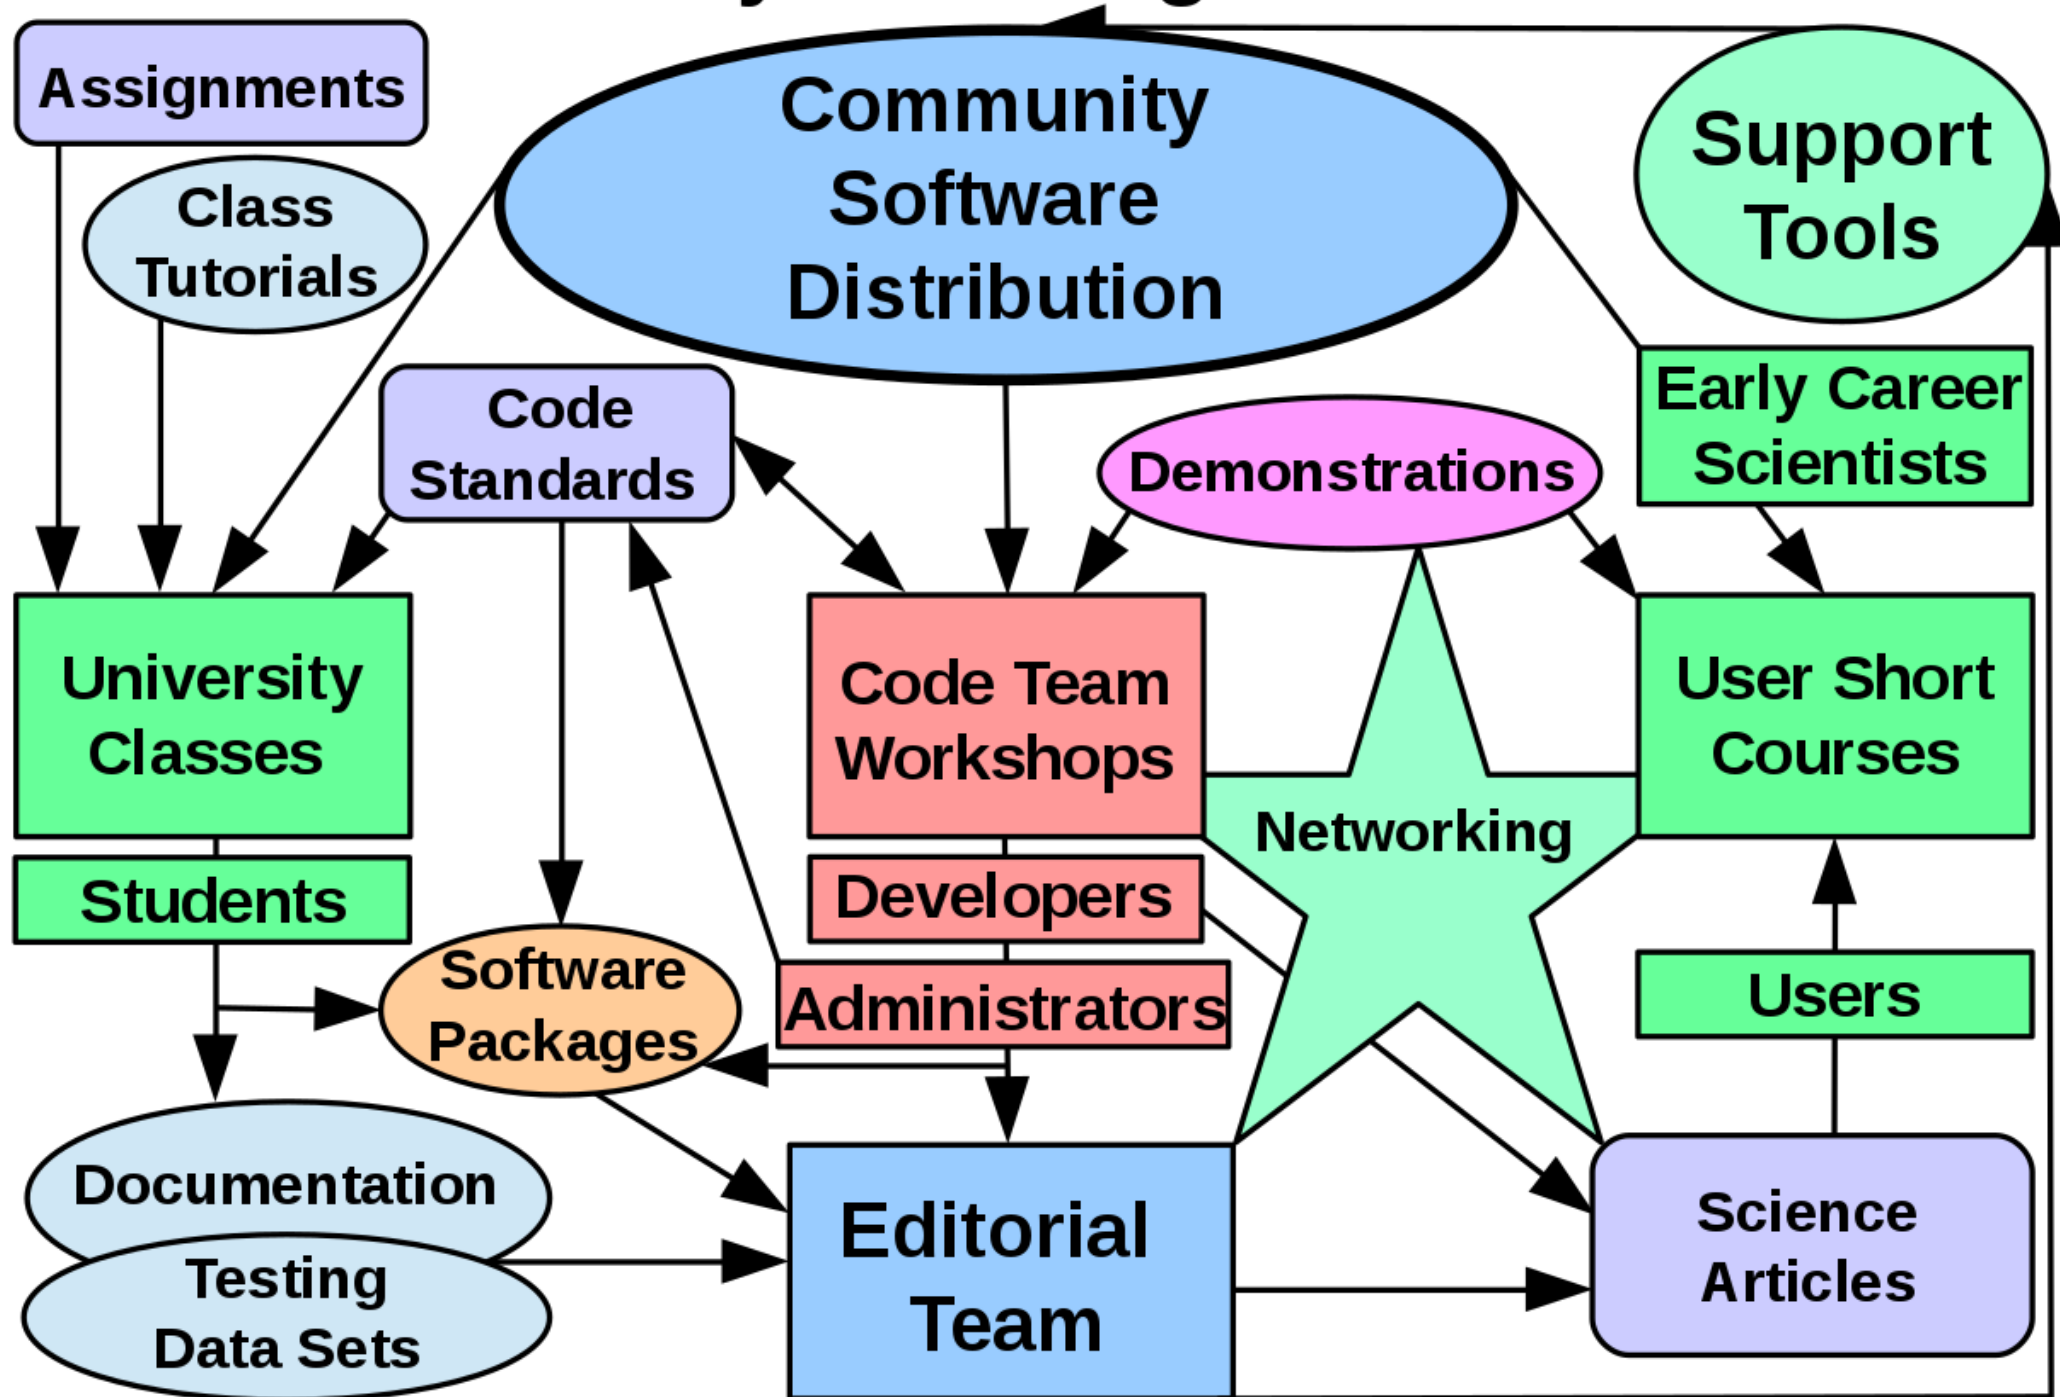 Assignments
Community
Software
Distribution
Support
Tools
Class
Tutorials
Code
Standards
Demonstrations
Early Career
Scientists
University
Classes
Code Team
Workshops
User Short
Courses
Networking
Students
Developers
Software
Packages
Administrators
Users
Documentation
Testing
Data Sets
Editorial
Team
Science
Articles